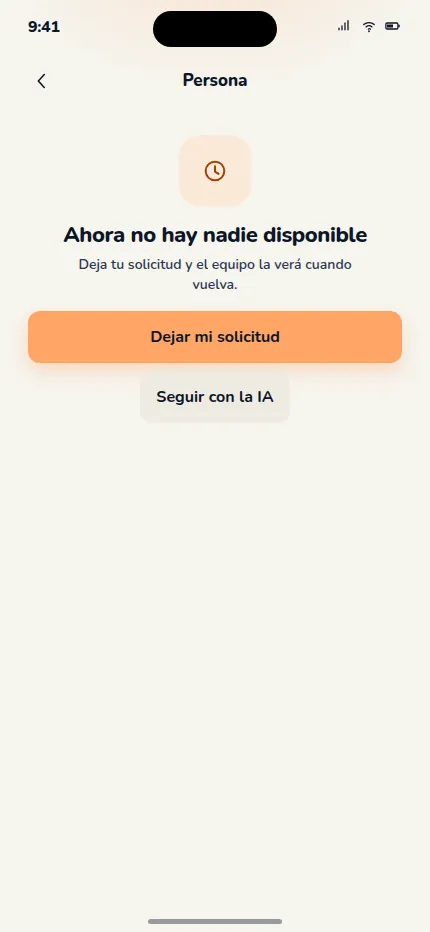 9:41
Persona
Ahora no hay nadie disponible
Deja tu solicitud y el equipo la verá cuando
vuelva.
Dejar mi solicitud
Seguir con la IA